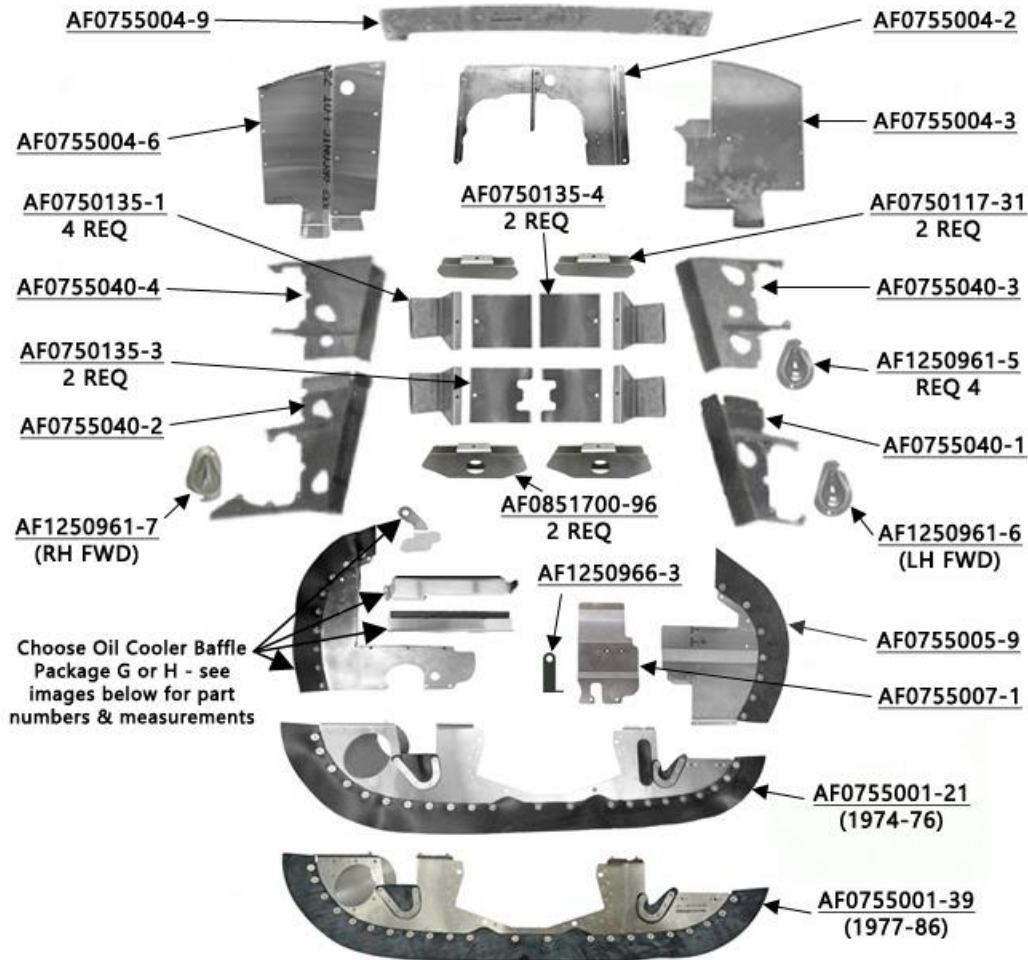 AF0755004-9
AF0755004-2
AF0755004-6
AF0755004-3
AF0750135-1
4 REQ
AF0750135-4
2 REQ
AF0750117-31
2 REQ
AF0755040-4
AF0755040-3
AF0750135-3
2 REQ
AF1250961-5
REQ 4
AF0755040-2
AF0755040-1
AF0851700-96
2 REQ
AF1250961-7
(RH FWD)
AF1250961-6
(LH FWD)
AF1250966-3
Choose Oil Cooler Baffle
Package G or H - see
images below for part
numbers & measurements
AF0755005-9
AF0755007-1
AF0755001-21
(1974-76)
AF0755001-39
(1977-86)